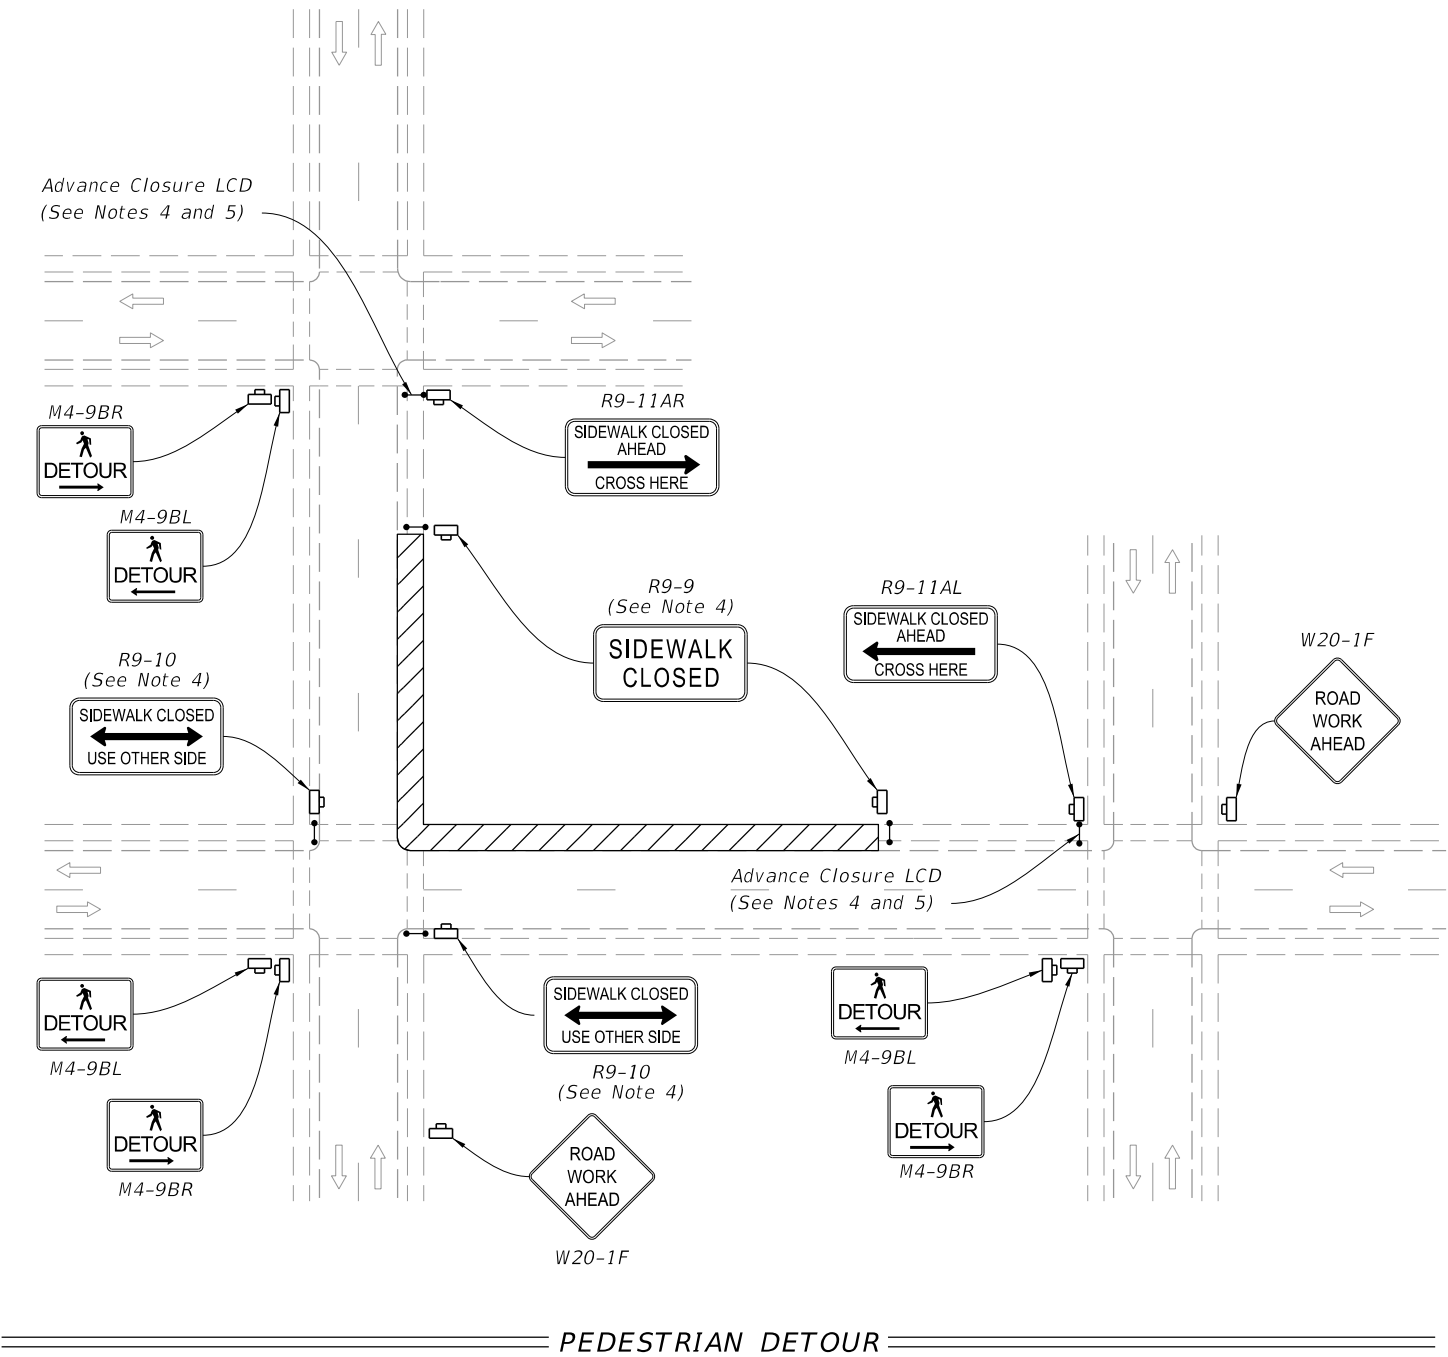 Advance Closure LCD
(See Notes 4 and 5)
M4-9BR
DETOUR
M4-9BL
DETOUR
R9-11AR
SIDEWALK CLOSED
AHEAD
CROSS HERE
R9-9
(See Note 4)
SIDEWALK
CLOSED
R9-11AL
SIDEWALK CLOSED
AHEAD
CROSS HERE
W20-1F
ROAD
WORK
AHEAD
R9-10
(See Note 4)
SIDEWALK CLOSED
USE OTHER SIDE
Advance Closure LCD
(See Notes 4 and 5)
DETOUR
M4-9BL
DETOUR
M4-9BR
SIDEWALK CLOSED
USE OTHER SIDE
R9-10
(See Note 4)
ROAD
WORK
AHEAD
W20-1F
DETOUR
M4-9BL
DETOUR
M4-9BR
PEDESTRIAN DETOUR